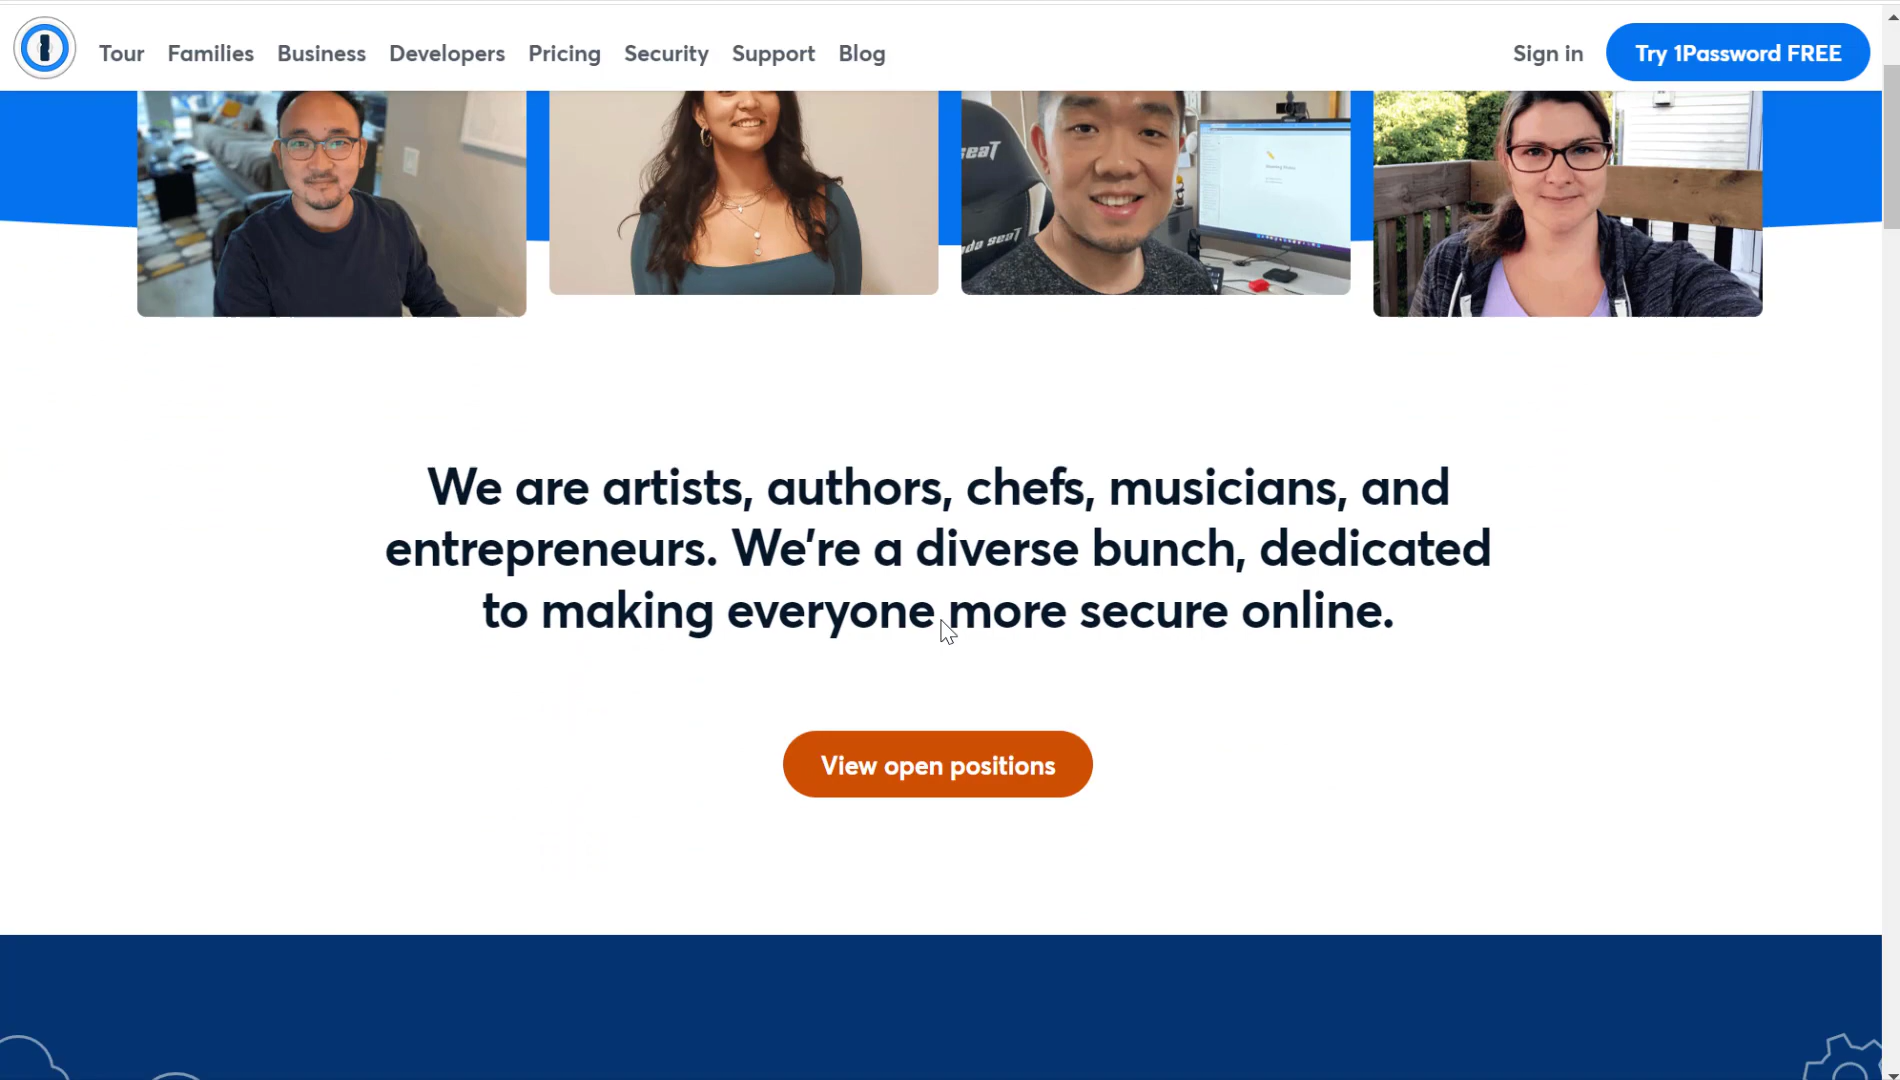 Tour Families Business Developers Pricing Security Support Blog Sign in Try 1Password FREE
We are artists, authors, chefs, musicians, and
entrepreneurs. We're a diverse bunch, dedicated
to making everyone more secure online.
View open positions